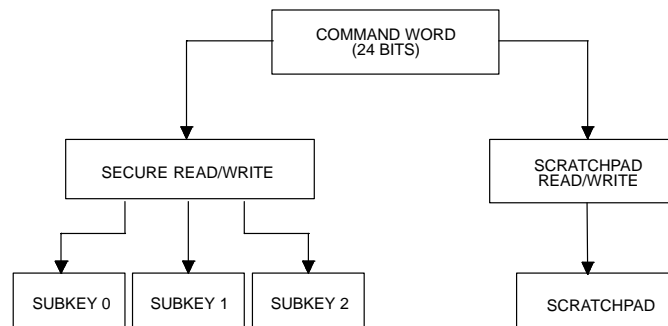 COMMAND WORD
(24 BITS)
SECURE READ/WRITE
SCRATCHPAD
READ/WRITE
SUBKEY 0
SUBKEY 1
SUBKEY 2
SCRATCHPAD